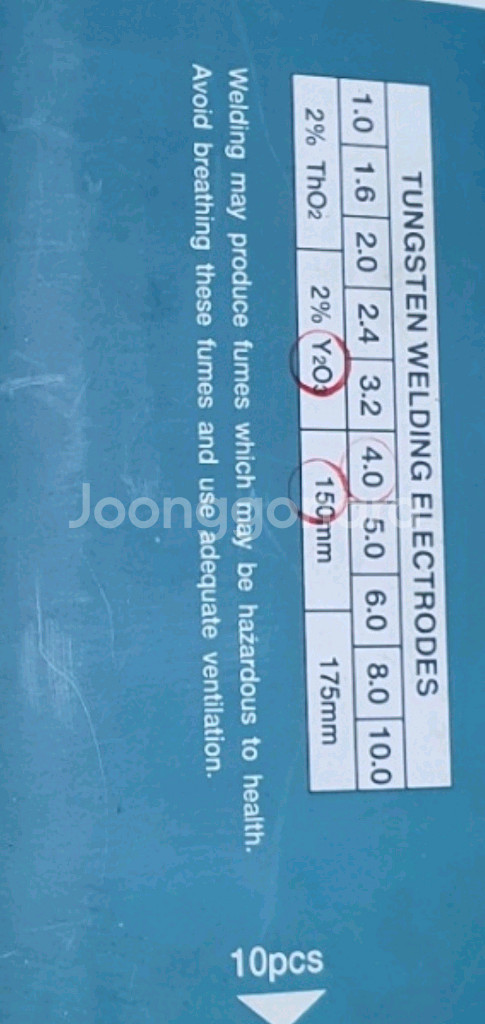 TUNGSTEN WELDING ELECTRODES
1.0 1.6 2.0 2.4 3.2 4.0 5.0 6.0 8.0 10.0
2% ThO2 2% Y2O3 150mm 175mm
Welding may produce fumes which may be hazardous to health.
Avoid breathing these fumes and use adequate ventilation.
10pcs